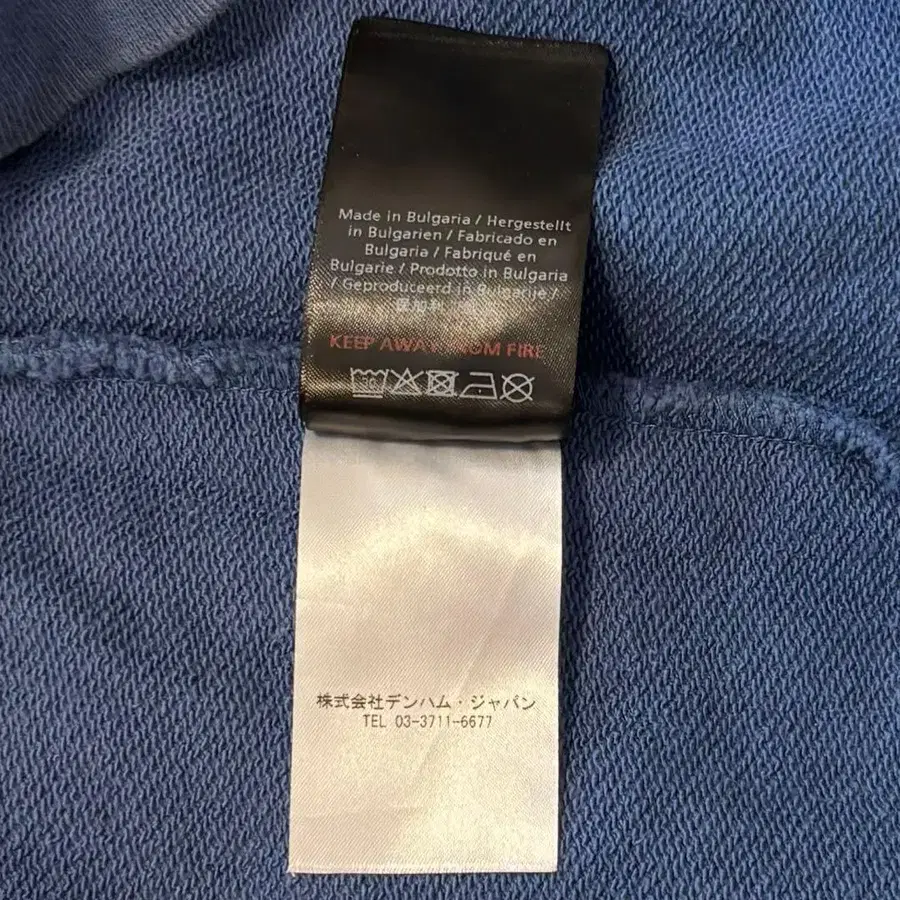 Made in Bulgaria / Hergestellt
in Bulgarien / Fabricado en
Bulgaria / Fabriqué en
Bulgarie / Prodotto in Bulgaria
/ Geproduceerd in Bulgarije /
KEEP AWAY FROM FIRE
30
株式会社デンハム・ジャパン
TEL 03-3711-6677